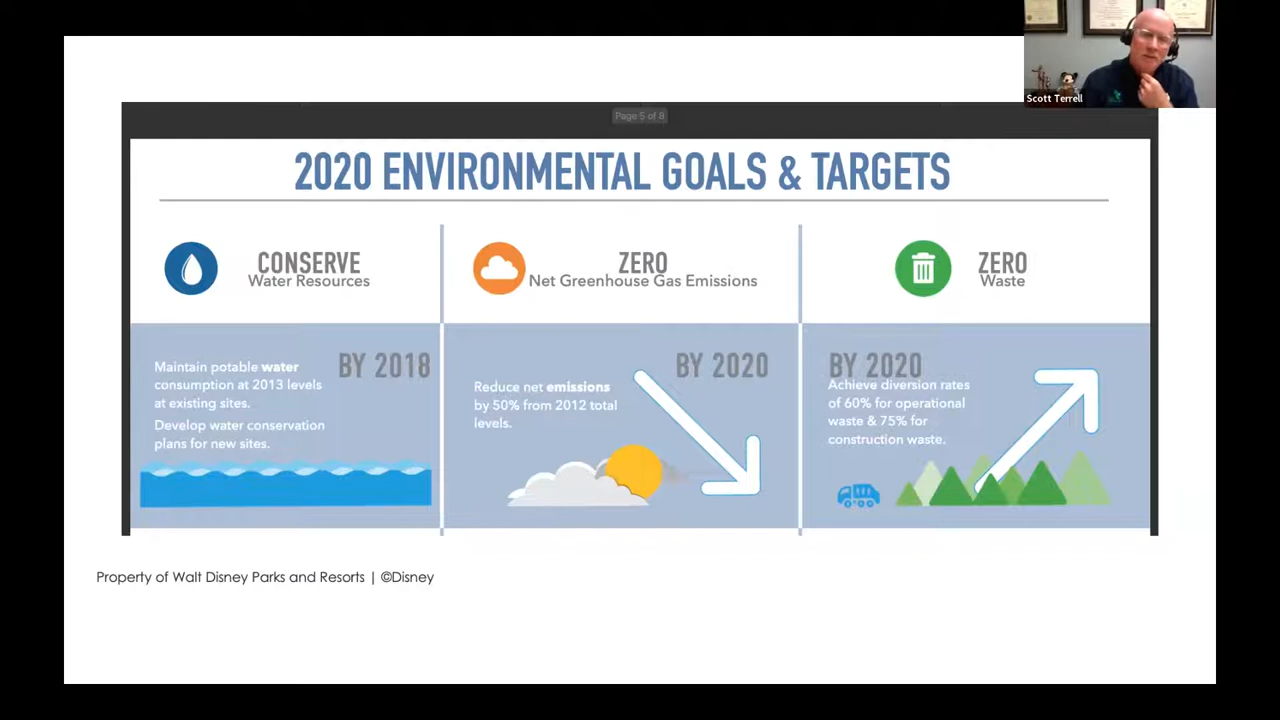 Scott Terrell
Page 5 of 8
2020 ENVIRONMENTAL GOALS & TARGETS
CONSERVE
Water Resources
ZERO
Net Greenhouse Gas Emissions
ZERO
Waste
BY 2018
Maintain potable water
consumption at 2013 levels
at existing sites.
Develop water conservation
plans for new sites.
BY 2020
Reduce net emissions
by 50% from 2012 total
levels.
BY 2020
Achieve diversion rates
of 60% for operational
waste & 75% for
construction waste.
Property of Walt Disney Parks and Resorts | ©Disney